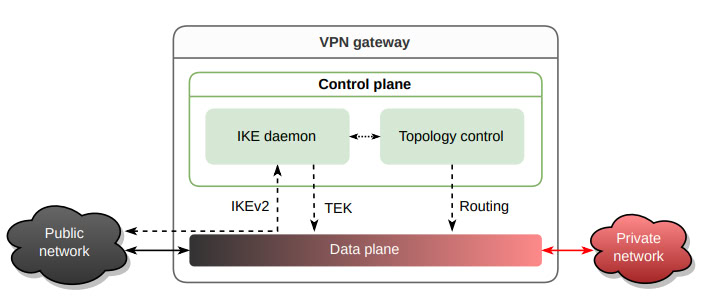 VPN gateway
Control plane
IKE daemon
Topology control
IKEv2
TEK
Routing
Public
network
Data plane
Private
network